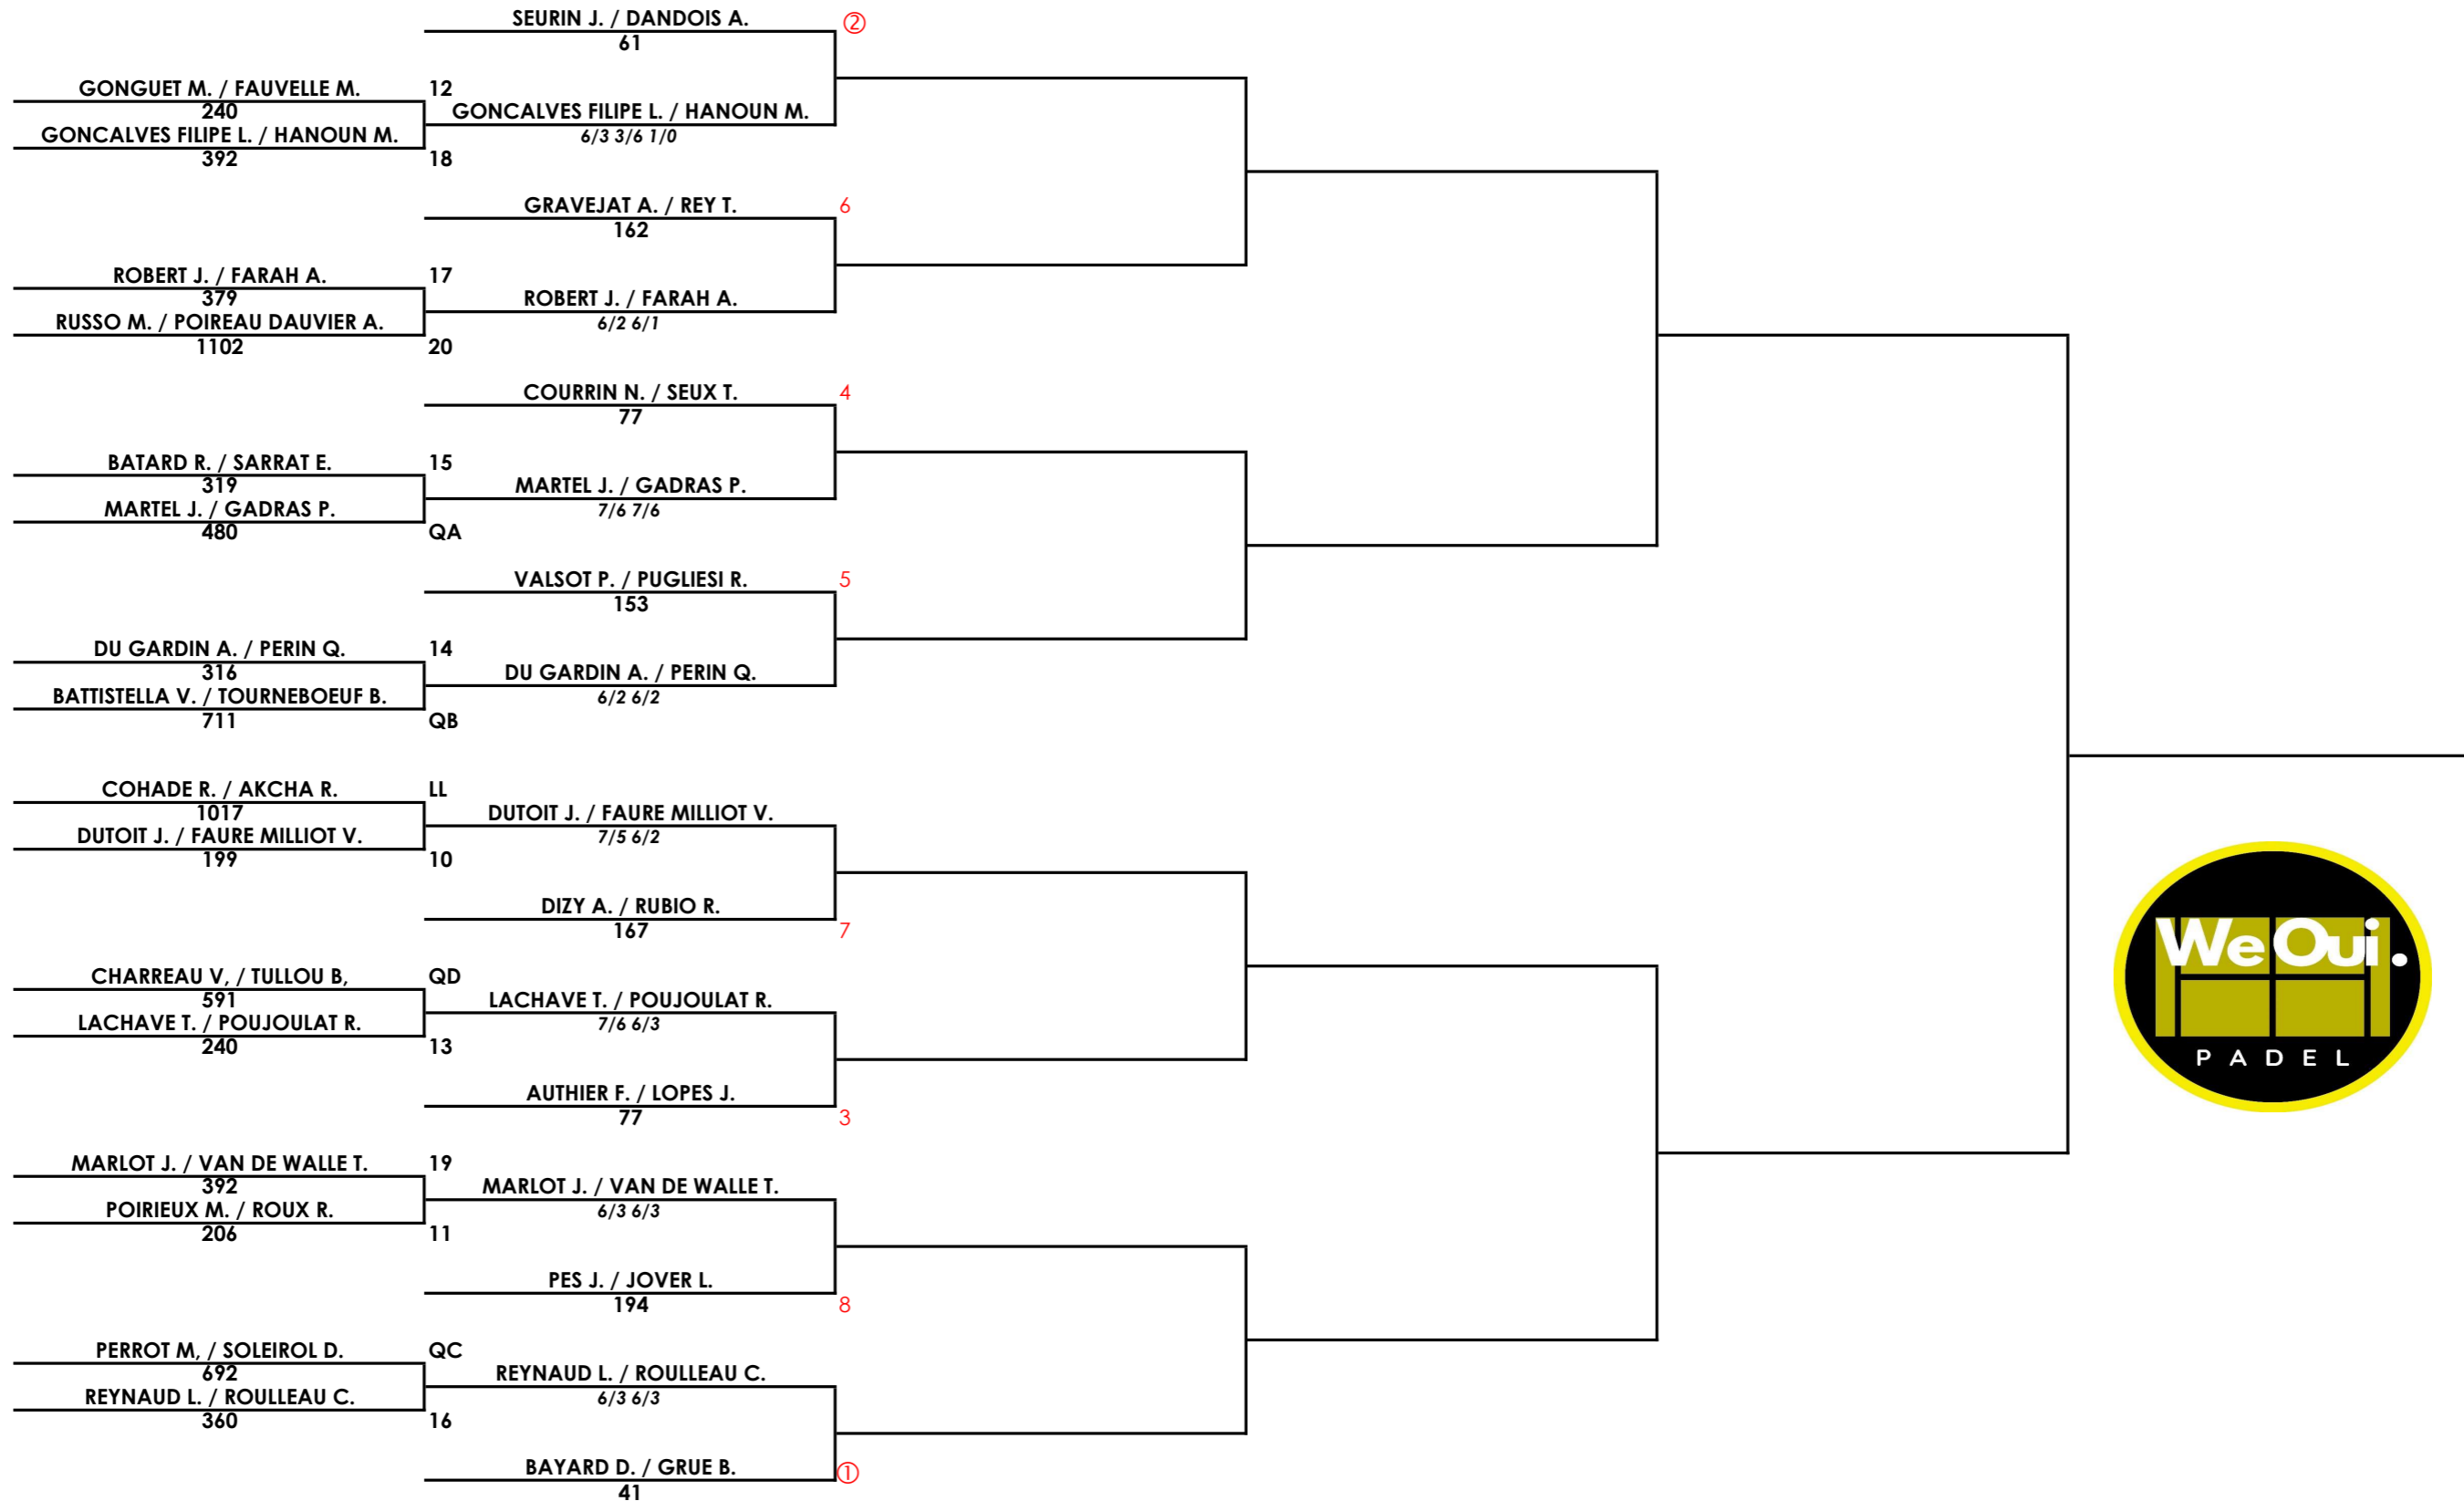 SEURIN J. / DANDOIS A.
②
61
GONGUET M. / FAUVELLE M.
12
240
GONCALVES FILIPE L. / HANOUN M.
6/3 3/6 1/0
GONCALVES FILIPE L. / HANOUN M.
392
18
GRAVEJAT A. / REY T.
6
162
ROBERT J. / FARAH A.
17
379
ROBERT J. / FARAH A.
6/2 6/1
RUSSO M. / POIREAU DAUVIER A.
1102
20
COURRIN N. / SEUX T.
4
77
BATARD R. / SARRAT E.
15
319
MARTEL J. / GADRAS P.
7/6 7/6
MARTEL J. / GADRAS P.
480
QA
VALSOT P. / PUGLIESI R.
5
153
DU GARDIN A. / PERIN Q.
14
316
DU GARDIN A. / PERIN Q.
6/2 6/2
BATTISTELLA V. / TOURNEBOEUF B.
711
QB
COHADE R. / AKCHA R.
LL
1017
DUTOIT J. / FAURE MILLIOT V.
7/5 6/2
DUTOIT J. / FAURE MILLIOT V.
199
10
DIZY A. / RUBIO R.
167
7
CHARREAU V, / TULLOU B,
QD
591
LACHAVE T. / POUJOULAT R.
7/6 6/3
LACHAVE T. / POUJOULAT R.
240
13
AUTHIER F. / LOPES J.
77
3
MARLOT J. / VAN DE WALLE T.
19
392
MARLOT J. / VAN DE WALLE T.
6/3 6/3
POIRIEUX M. / ROUX R.
206
11
PES J. / JOVER L.
194
8
PERROT M, / SOLEIROL D.
QC
692
REYNAUD L. / ROULLEAU C.
6/3 6/3
REYNAUD L. / ROULLEAU C.
360
16
BAYARD D. / GRUE B.
①
41
We Oui.
PADEL